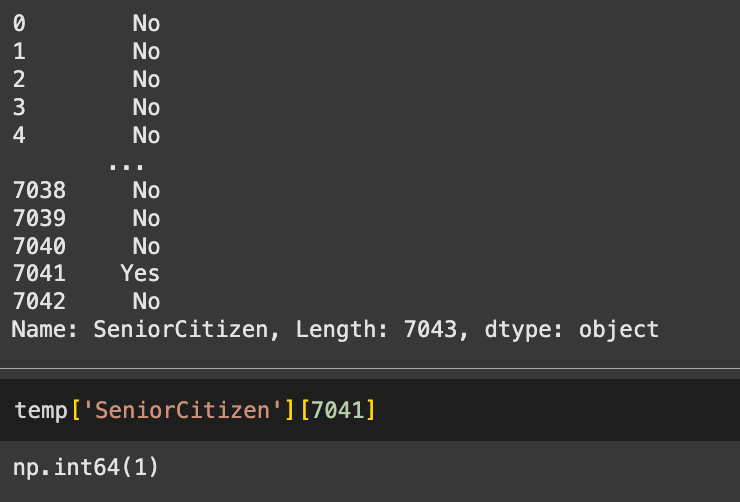 0 No
1 No
2 No
3 No
4 No
...
7038 No
7039 No
7040 No
7041 Yes
7042 No
Name: SeniorCitizen, Length: 7043, dtype: object
temp['SeniorCitizen'][7041]
np.int64(1)